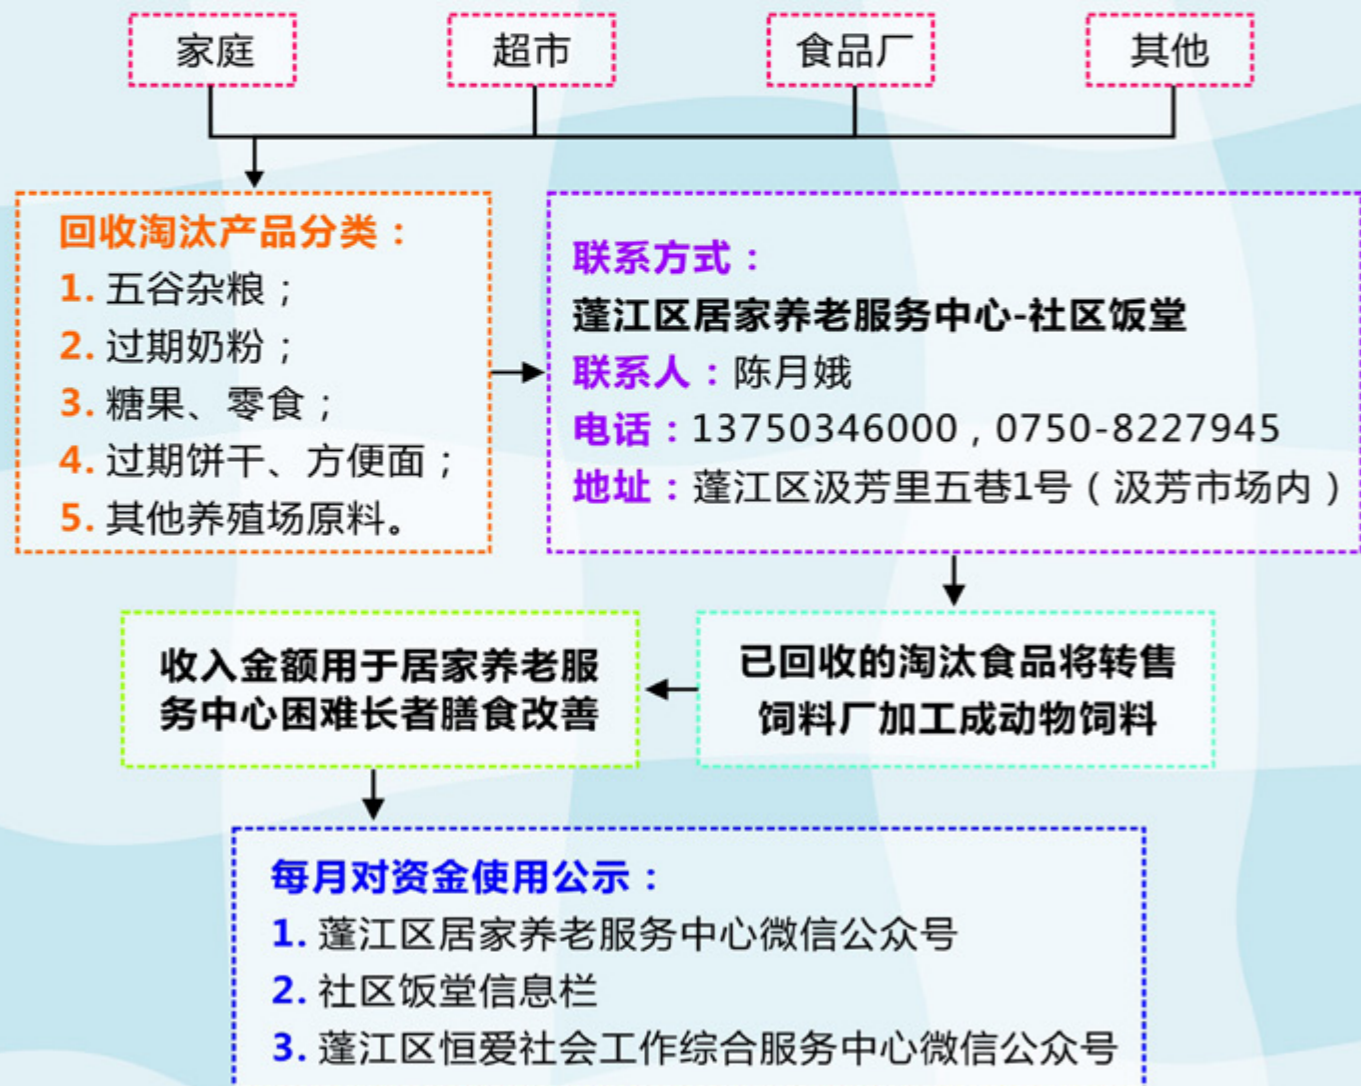 家庭
超市
食品厂
其他
回收淘汰产品分类：
1. 五谷杂粮；
2. 过期奶粉；
3. 糖果、零食；
4. 过期饼干、方便面；
5. 其他养殖场原料。
联系方式：
蓬江区居家养老服务中心-社区饭堂
联系人：陈月娥
电话：13750346000，0750-8227945
地址：蓬江区汲芳里五巷1号（汲芳市场内）
已回收的淘汰食品将转售
饲料厂加工成动物饲料
收入金额用于居家养老服
务中心困难长者膳食改善
每月对资金使用公示：
1. 蓬江区居家养老服务中心微信公众号
2. 社区饭堂信息栏
3. 蓬江区恒爱社会工作综合服务中心微信公众号